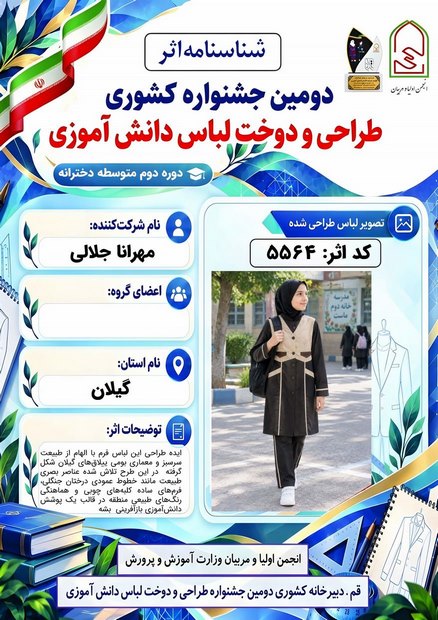 شناسنامه اثر
انجمن اولیا و مربیان
دومین جشنواره کشوری
طراحی و دوخت لباس دانش آموزی
دوره دوم متوسطه دخترانه
تصویر لباس طراحی شده
کد اثر: ۵۵۶۴
مدرسه
خانه دوم
ماست
نام شرکت‌کننده:
مهرانا جلالی
اعضای گروه:
نام استان:
گیلان
توضیحات اثر:
ایده طراحی این لباس فرم با الهام از طبیعت
سرسبز و معماری بومی ییلاق‌های گیلان شکل
گرفته در این طرح تلاش شده عناصر بصری
طبیعت مانند خطوط عمودی درختان جنگلی،
فرم‌های ساده کلبه‌های چوبی و هماهنگی
رنگ‌های طبیعی منطقه در قالب یک پوشش
دانش‌آموزی بازآفرینی بشه
انجمن اولیا و مربیان وزارت آموزش و پرورش
قم . دبیرخانه کشوری دومین جشنواره طراحی و دوخت لباس دانش آموزی